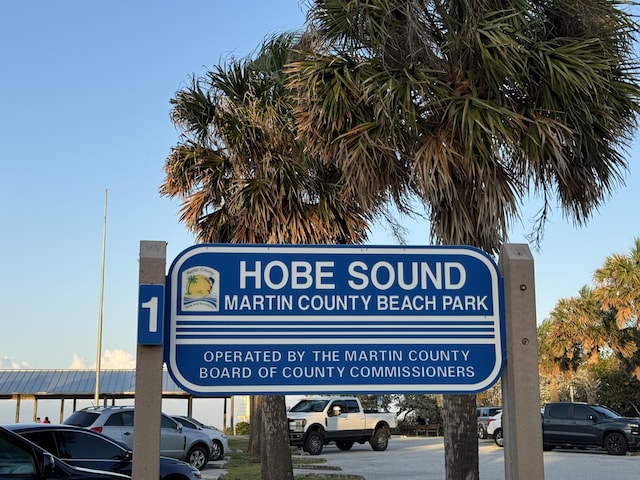 1
HOBE SOUND
MARTIN COUNTY BEACH PARK
OPERATED BY THE MARTIN COUNTY
BOARD OF COUNTY COMMISSIONERS